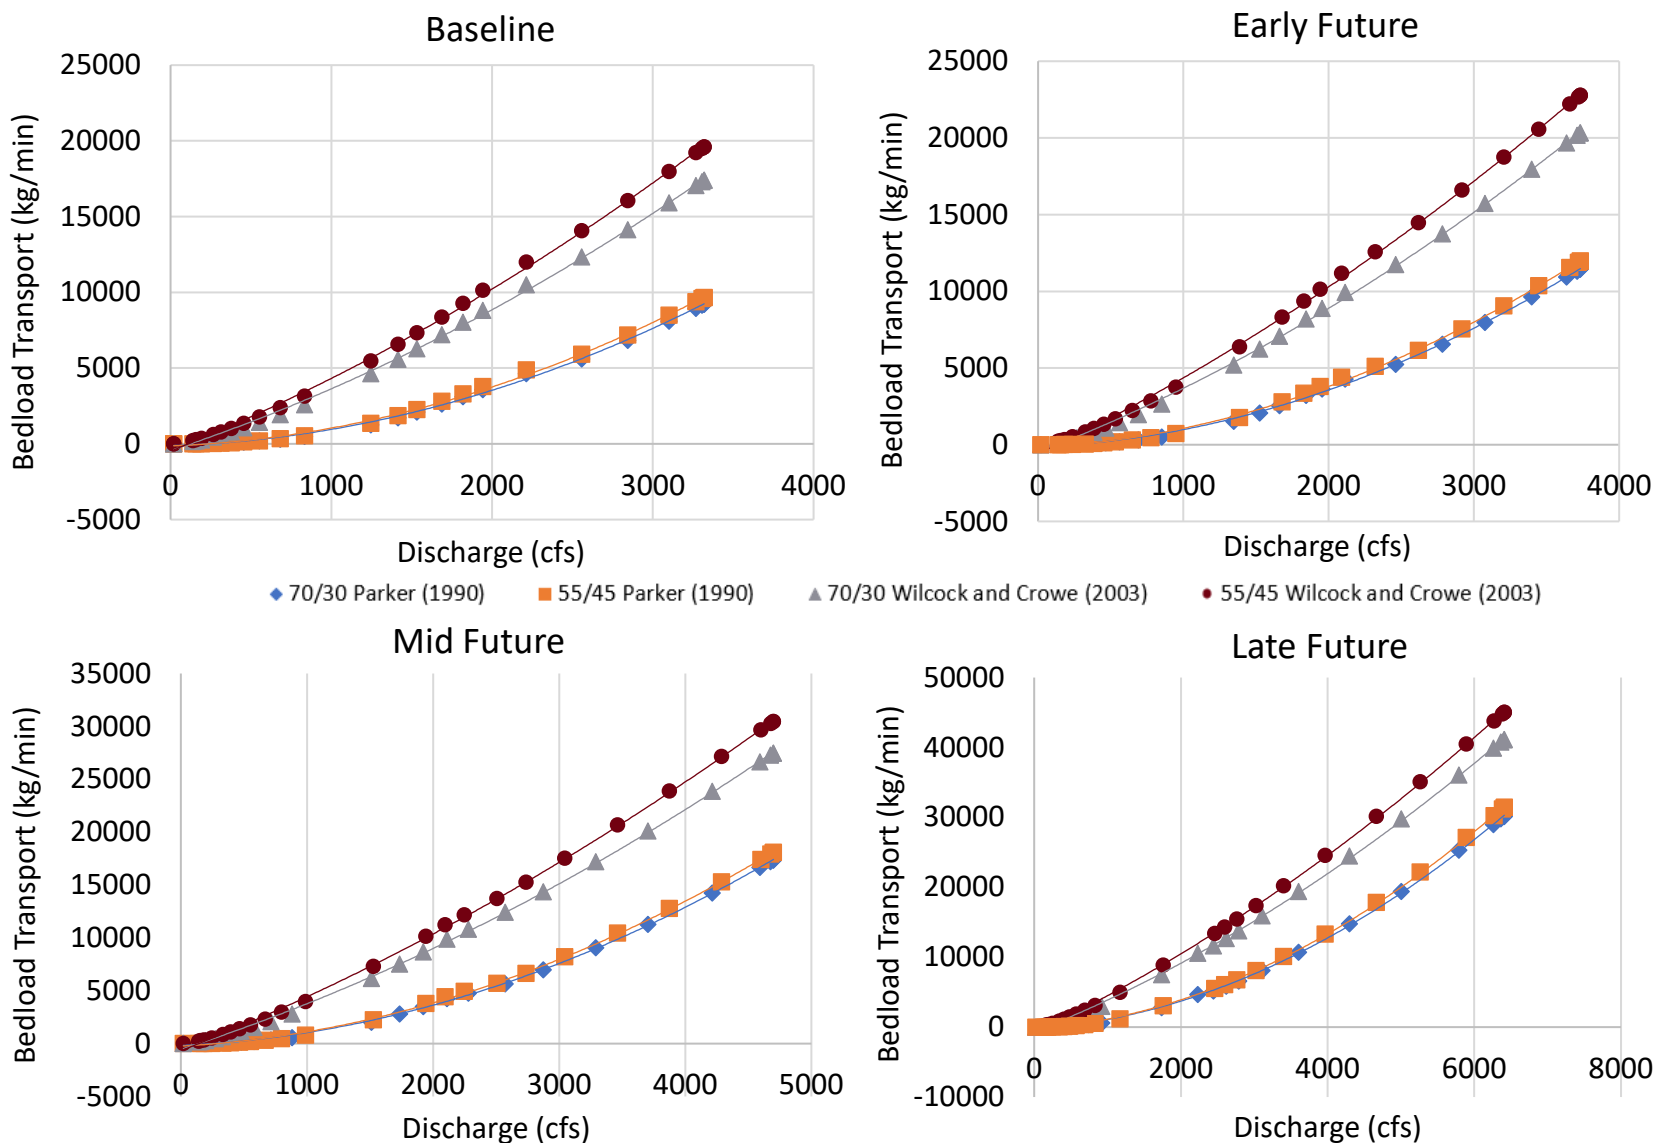 Baseline
25000
20000
15000
10000
5000
0
-5000
0 1000 2000 3000 4000
Bedload Transport (kg/min)
Discharge (cfs)
Early Future
25000
20000
15000
10000
5000
0
-5000
0 1000 2000 3000 4000
Bedload Transport (kg/min)
Discharge (cfs)
70/30 Parker (1990) 55/45 Parker (1990) 70/30 Wilcock and Crowe (2003) 55/45 Wilcock and Crowe (2003)
Mid Future
35000
30000
25000
20000
15000
10000
5000
0
-5000
0 1000 2000 3000 4000 5000
Bedload Transport (kg/min)
Discharge (cfs)
Late Future
50000
40000
30000
20000
10000
0
-10000
0 2000 4000 6000 8000
Bedload Transport (kg/min)
Discharge (cfs)